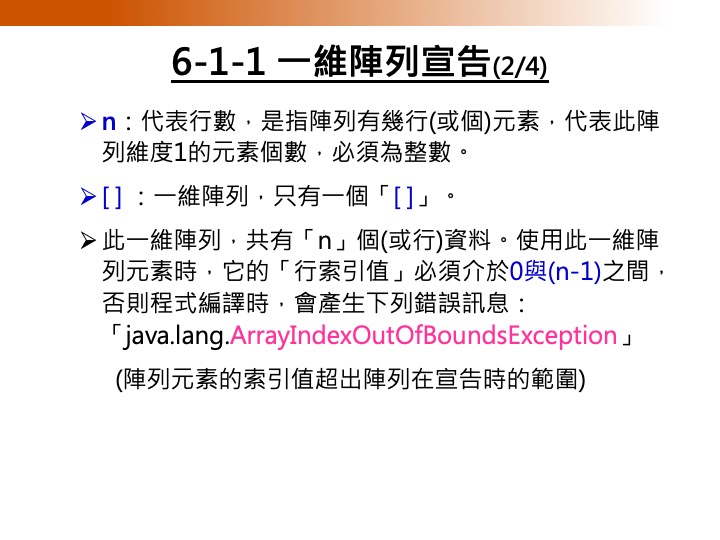 6-1-1 一維陣列宣告(2/4)
➢n：代表行數，是指陣列有幾行(或個)元素，代表此陣
列維度1的元素個數，必須為整數。
➢[ ] ：一維陣列，只有一個「[ ]」。
➢此一維陣列，共有「n」個(或行)資料。使用此一維陣
列元素時，它的「行索引值」必須介於0與(n-1)之間，
否則程式編譯時，會產生下列錯誤訊息：
「java.lang.ArrayIndexOutOfBoundsException」
(陣列元素的索引值超出陣列在宣告時的範圍)